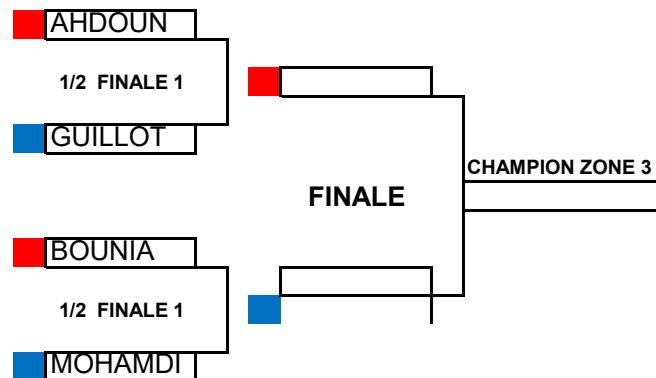 AHDOUN
1/2 FINALE 1
GUILLOT
CHAMPION ZONE 3
FINALE
BOUNIA
1/2 FINALE 1
MOHAMDI